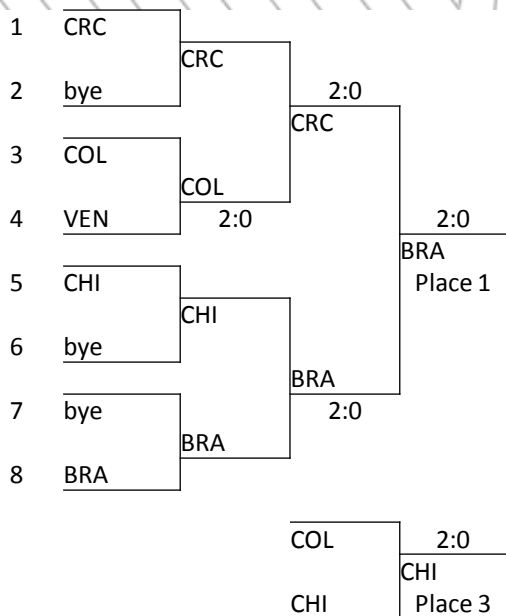 1 CRC
CRC
2 bye 2:0
CRC
3 COL
COL
4 VEN 2:0 2:0
BRA
5 CHI Place 1
CHI
6 bye
BRA
7 bye 2:0
BRA
8 BRA
COL 2:0
CHI
CHI Place 3